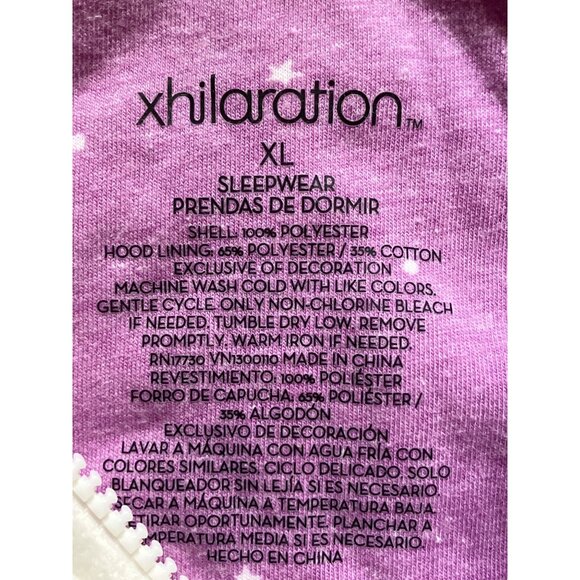 xhilaration™
XL
SLEEPWEAR
PRENDAS DE DORMIR
SHELL: 100% POLYESTER
HOOD LINING: 65% POLYESTER / 35% COTTON
EXCLUSIVE OF DECORATION
MACHINE WASH COLD WITH LIKE COLORS.
GENTLE CYCLE. ONLY NON-CHLORINE BLEACH
IF NEEDED. TUMBLE DRY LOW. REMOVE
PROMPTLY. WARM IRON IF NEEDED.
RN17730 VN1300110 MADE IN CHINA
REVESTIMIENTO: 100% POLIÉSTER
FORRO DE CAPUCHA: 65% POLIÉSTER /
35% ALGODÓN
EXCLUSIVO DE DECORACIÓN
LAVAR A MÁQUINA CON AGUA FRÍA CON
COLORES SIMILARES. CICLO DELICADO. SOLO
BLANQUEADOR SIN LEJÍA SI ES NECESARIO.
SECAR A MÁQUINA A TEMPERATURA BAJA.
RETIRAR OPORTUNAMENTE. PLANCHAR A
TEMPERATURA MEDIA SI ES NECESARIO.
HECHO EN CHINA